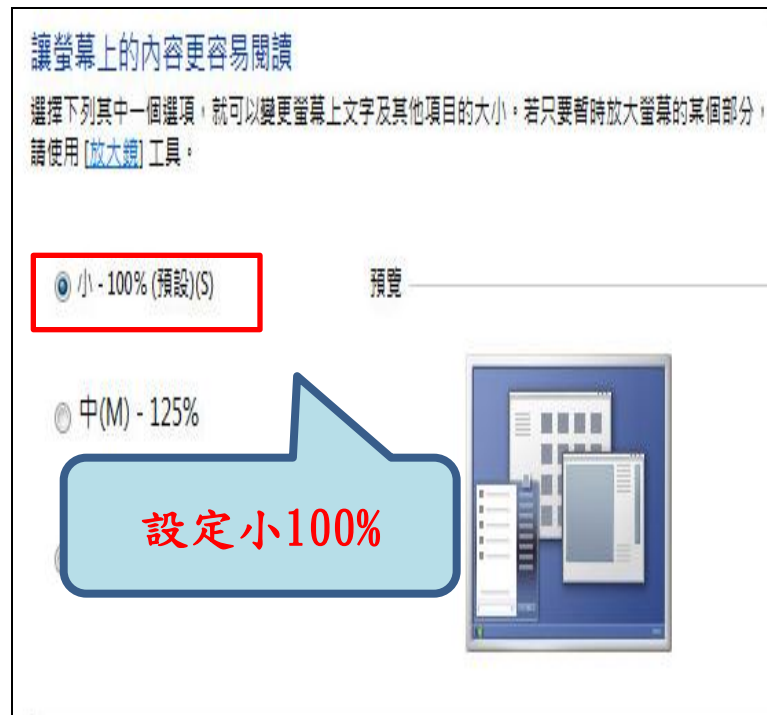 讓螢幕上的內容更容易閱讀
選擇下列其中一個選項，就可以變更螢幕上文字及其他項目的大小。若只要暫時放大螢幕的某個部分，
請使用 [放大鏡] 工具。
小 - 100% (預設)(S)
預覽
中(M) - 125%
設定小100%